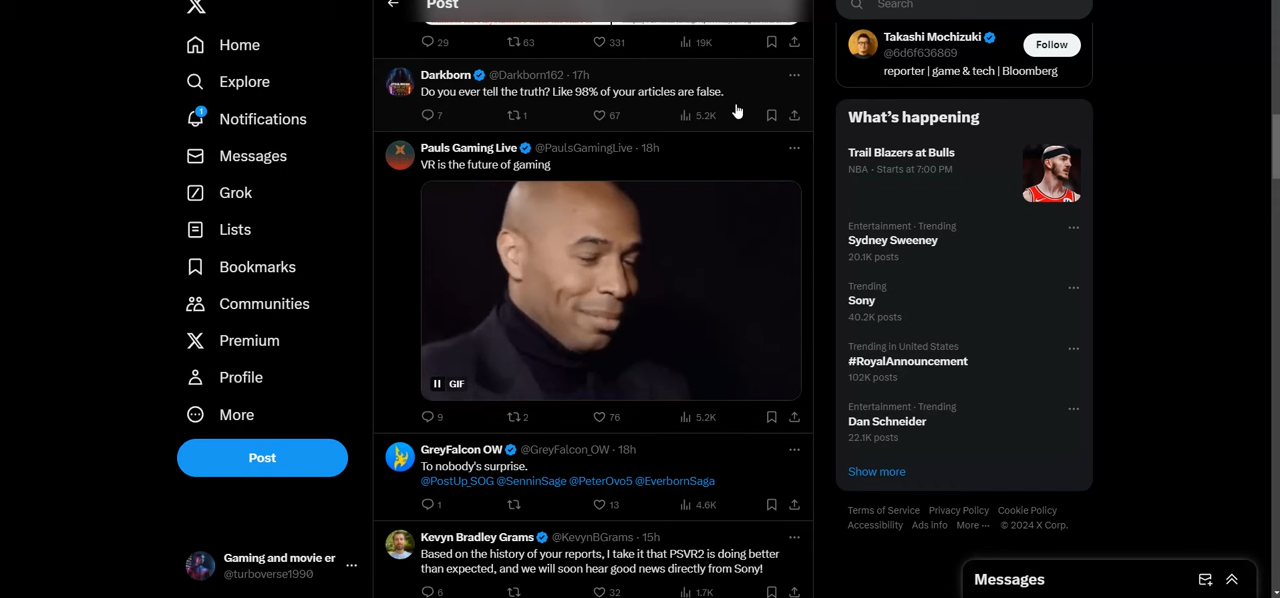 Post
Search
29 63 331 19K
Takashi Mochizuki
@6d6f636869
Follow
reporter | game & tech | Bloomberg
Home
Explore
1
Notifications
Messages
Grok
Lists
Bookmarks
Communities
Premium
Profile
More
Post
Gaming and movie er
@turboverse1990
Darkborn @Darkborn162 · 17h
Do you ever tell the truth? Like 98% of your articles are false.
7 1 67 5.2K
Pauls Gaming Live @PaulsGamingLive · 18h
VR is the future of gaming
GIF
9 2 76 5.2K
GreyFalcon OW @GreyFalcon_OW · 18h
To nobody's surprise.
@PostUp_SOG @SenninSage @PeterOvo5 @EverbornSaga
1 13 4.6K
Kevyn Bradley Grams @KevynBGrams · 15h
Based on the history of your reports, I take it that PSVR2 is doing better
than expected, and we will soon hear good news directly from Sony!
6 32 1.7K
What's happening
Trail Blazers at Bulls
NBA · Starts at 7:00 PM
Entertainment · Trending
Sydney Sweeney
20.1K posts
Trending
Sony
40.2K posts
Trending in United States
#RoyalAnnouncement
102K posts
Entertainment · Trending
Dan Schneider
22.1K posts
Show more
Terms of Service Privacy Policy Cookie Policy
Accessibility Ads info More ··· © 2024 X Corp.
Messages